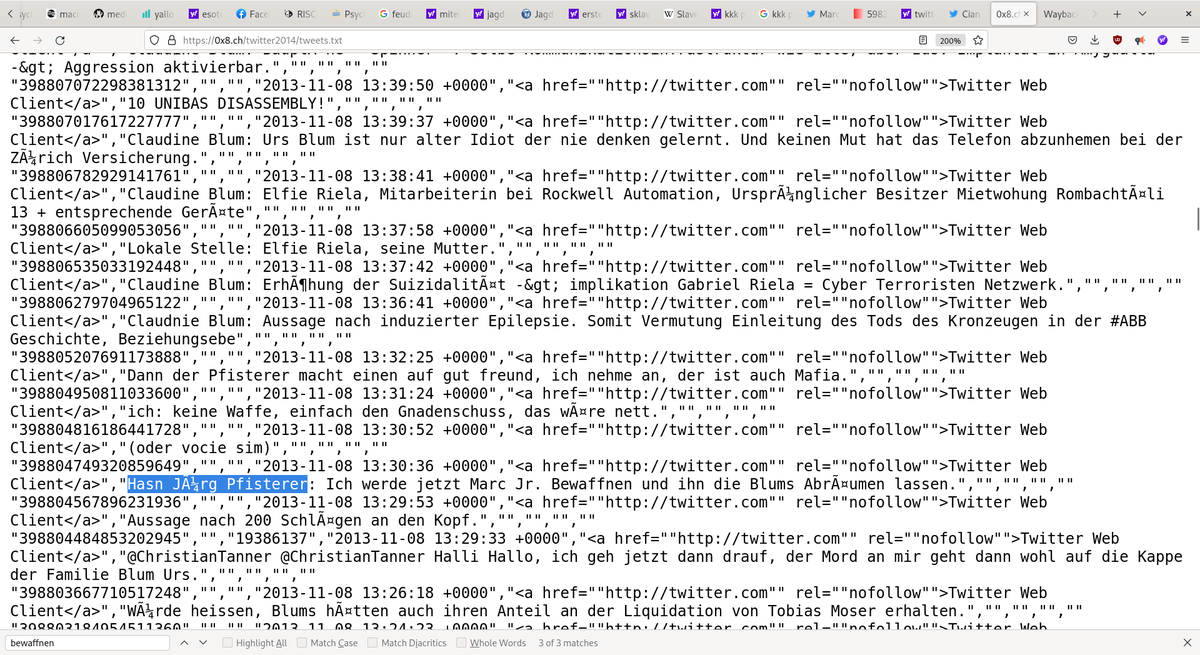 sycl
maci
medi
yallo
esote
Face
RISC
Psyc
feud
mite
jagd
Jagd
erste
sklav
Slave
kkk p
kkk p
Marc
5982
twitt
Cian
0x8.ch
Waybac
https://0x8.ch/twitter2014/tweets.txt
200%
-&gt; Aggression aktivierbar.","","","",""
"398807072298381312","","","2013-11-08 13:39:50 +0000","<a href=""http://twitter.com"" rel=""nofollow"">Twitter Web
Client</a>","10 UNIBAS DISASSEMBLY!","","","",""
"398807017617227777","","","2013-11-08 13:39:37 +0000","<a href=""http://twitter.com"" rel=""nofollow"">Twitter Web
Client</a>","Claudine Blum: Urs Blum ist nur alter Idiot der nie denken gelernt. Und keinen Mut hat das Telefon abzunhemen bei der
ZÃ¼rich Versicherung.","","","",""
"398806782929141761","","","2013-11-08 13:38:41 +0000","<a href=""http://twitter.com"" rel=""nofollow"">Twitter Web
Client</a>","Claudine Blum: Elfie Riela, Mitarbeiterin bei Rockwell Automation, UrsprÃ¼nglicher Besitzer Mietwohung RombachtÃ¤li
13 + entsprechende GerÃ¤te","","","",""
"398806605099053056","","","2013-11-08 13:37:58 +0000","<a href=""http://twitter.com"" rel=""nofollow"">Twitter Web
Client</a>","Lokale Stelle: Elfie Riela, seine Mutter.","","","",""
"398806535033192448","","","2013-11-08 13:37:42 +0000","<a href=""http://twitter.com"" rel=""nofollow"">Twitter Web
Client</a>","Claudine Blum: ErhÃ¶hung der SuizidalitÃ¤t -&gt; implikation Gabriel Riela = Cyber Terroristen Netzwerk.","","","",""
"398806279704965122","","","2013-11-08 13:36:41 +0000","<a href=""http://twitter.com"" rel=""nofollow"">Twitter Web
Client</a>","Claudnie Blum: Aussage nach induzierter Epilepsie. Somit Vermutung Einleitung des Tods des Kronzeugen in der #ABB
Geschichte, Beziehungsebe","","","",""
"398805207691173888","","","2013-11-08 13:32:25 +0000","<a href=""http://twitter.com"" rel=""nofollow"">Twitter Web
Client</a>","Dann der Pfisterer macht einen auf gut freund, ich nehme an, der ist auch Mafia.","","","",""
"398804950811033600","","","2013-11-08 13:31:24 +0000","<a href=""http://twitter.com"" rel=""nofollow"">Twitter Web
Client</a>","ich: keine Waffe, einfach den Gnadenschuss, das wÃ¤re nett.","","","",""
"398804816186441728","","","2013-11-08 13:30:52 +0000","<a href=""http://twitter.com"" rel=""nofollow"">Twitter Web
Client</a>","(oder vocie sim)","","","",""
"398804749320859649","","","2013-11-08 13:30:36 +0000","<a href=""http://twitter.com"" rel=""nofollow"">Twitter Web
Client</a>","Hasn JÃ¼rg Pfisterer: Ich werde jetzt Marc Jr. Bewaffnen und ihn die Blums AbrÃ¤umen lassen.","","","",""
"398804567896231936","","","2013-11-08 13:29:53 +0000","<a href=""http://twitter.com"" rel=""nofollow"">Twitter Web
Client</a>","Aussage nach 200 SchlÃ¤gen an den Kopf.","","","",""
"398804484853202945","","19386137","2013-11-08 13:29:33 +0000","<a href=""http://twitter.com"" rel=""nofollow"">Twitter Web
Client</a>","@ChristianTanner @ChristianTanner Halli Hallo, ich geh jetzt dann drauf, der Mord an mir geht dann wohl auf die Kappe
der Familie Blum Urs.","","","",""
"398803667710517248","","","2013-11-08 13:26:18 +0000","<a href=""http://twitter.com"" rel=""nofollow"">Twitter Web
Client</a>","WÃ¼rde heissen, Blums hÃ¤tten auch ihren Anteil an der Liquidation von Tobias Moser erhalten.","","","",""
"398803184954511360","","","2013-11-08 13:24:23 +0000","<a href=""http://twitter.com"" rel=""nofollow"">Twitter Web
bewaffnen
Highlight All
Match Case
Match Diacritics
Whole Words
3 of 3 matches